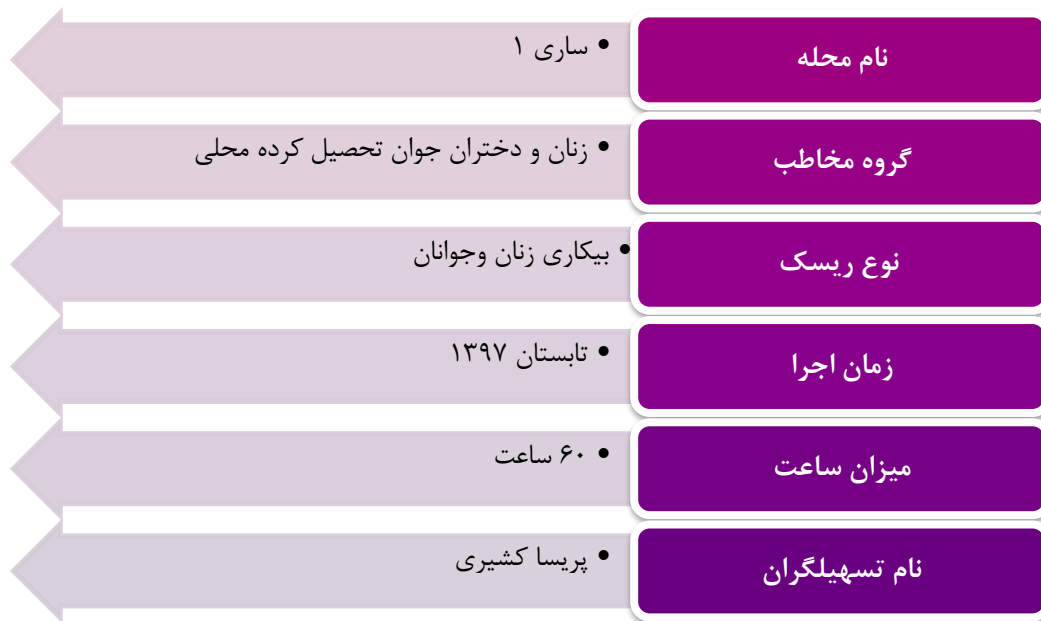 نام محله
• ساری ۱
گروه مخاطب
• زنان و دختران جوان تحصیل کرده محلی
نوع ریسک
• بیکاری زنان وجوانان
زمان اجرا
• تابستان ۱۳۹۷
میزان ساعت
• ۶۰ ساعت
نام تسهیلگران
• پریسا کشیری